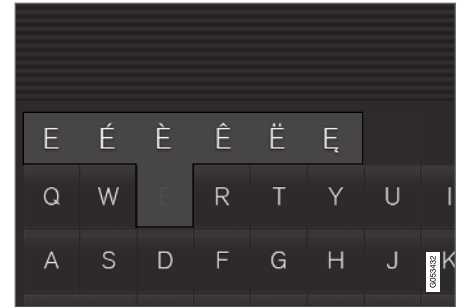 E É È Ê Ë Ę
Q W E R T Y U I
A S D F G H J K
G053432